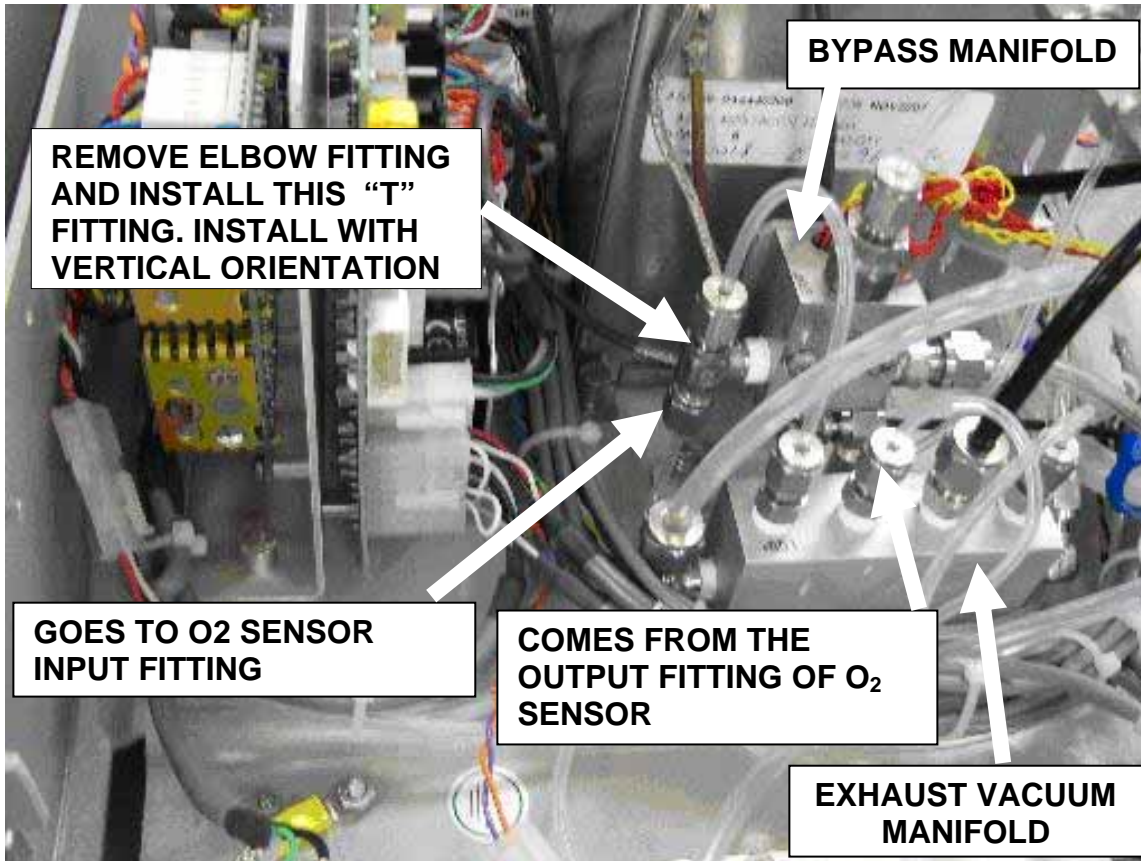 BYPASS MANIFOLD
REMOVE ELBOW FITTING
AND INSTALL THIS “T”
FITTING. INSTALL WITH
VERTICAL ORIENTATION
GOES TO O2 SENSOR
INPUT FITTING
COMES FROM THE
OUTPUT FITTING OF O₂
SENSOR
EXHAUST VACUUM
MANIFOLD